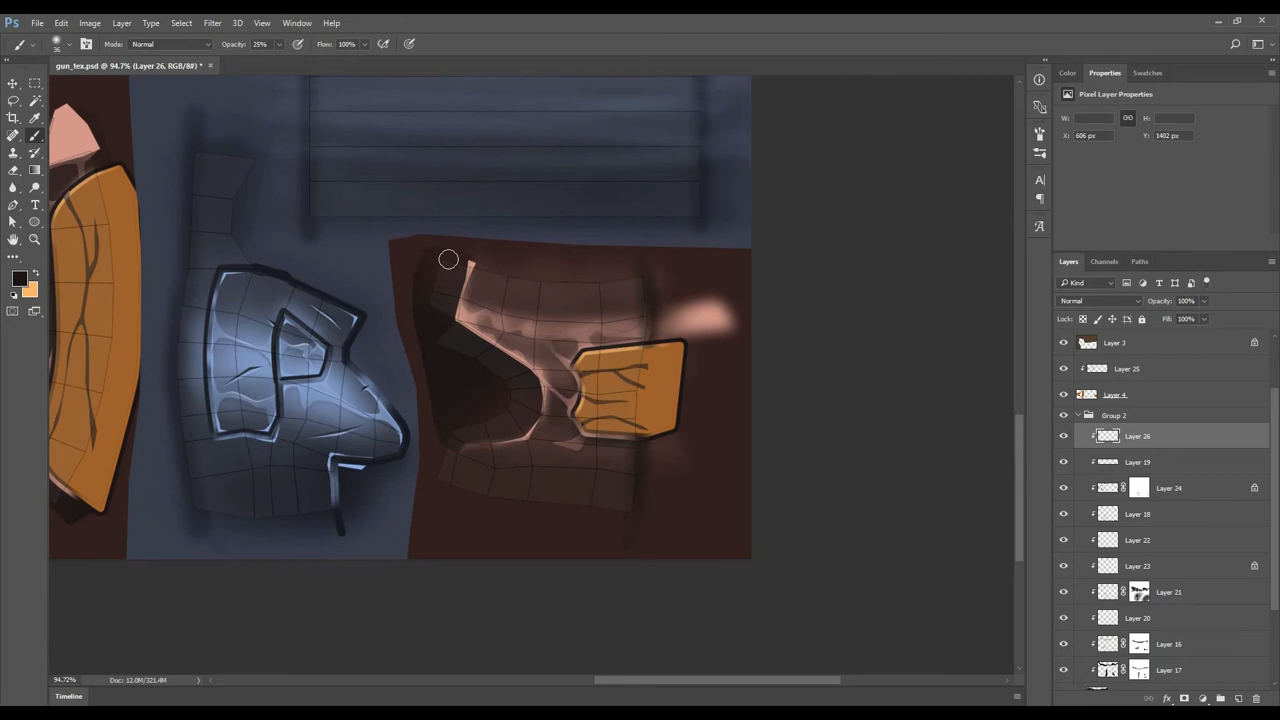 Ps File Edit Image Layer Type Select Filter 3D View Window Help
36 Mode: Normal Opacity: 25% Flow: 100%
gun_tex.psd @ 94.7% (Layer 26, RGB/8#) * ×
Color Properties Swatches
Pixel Layer Properties
W: H:
X: 606 px Y: 1402 px
Layers Channels Paths
Kind
Normal Opacity: 100%
Lock: Fill: 100%
Layer 3
Layer 25
Layer 4
Group 2
Layer 26
Layer 19
Layer 24
Layer 18
Layer 22
Layer 23
Layer 21
Layer 20
Layer 16
Layer 17
94.72% Doc: 12.0M/321.4M
Timeline